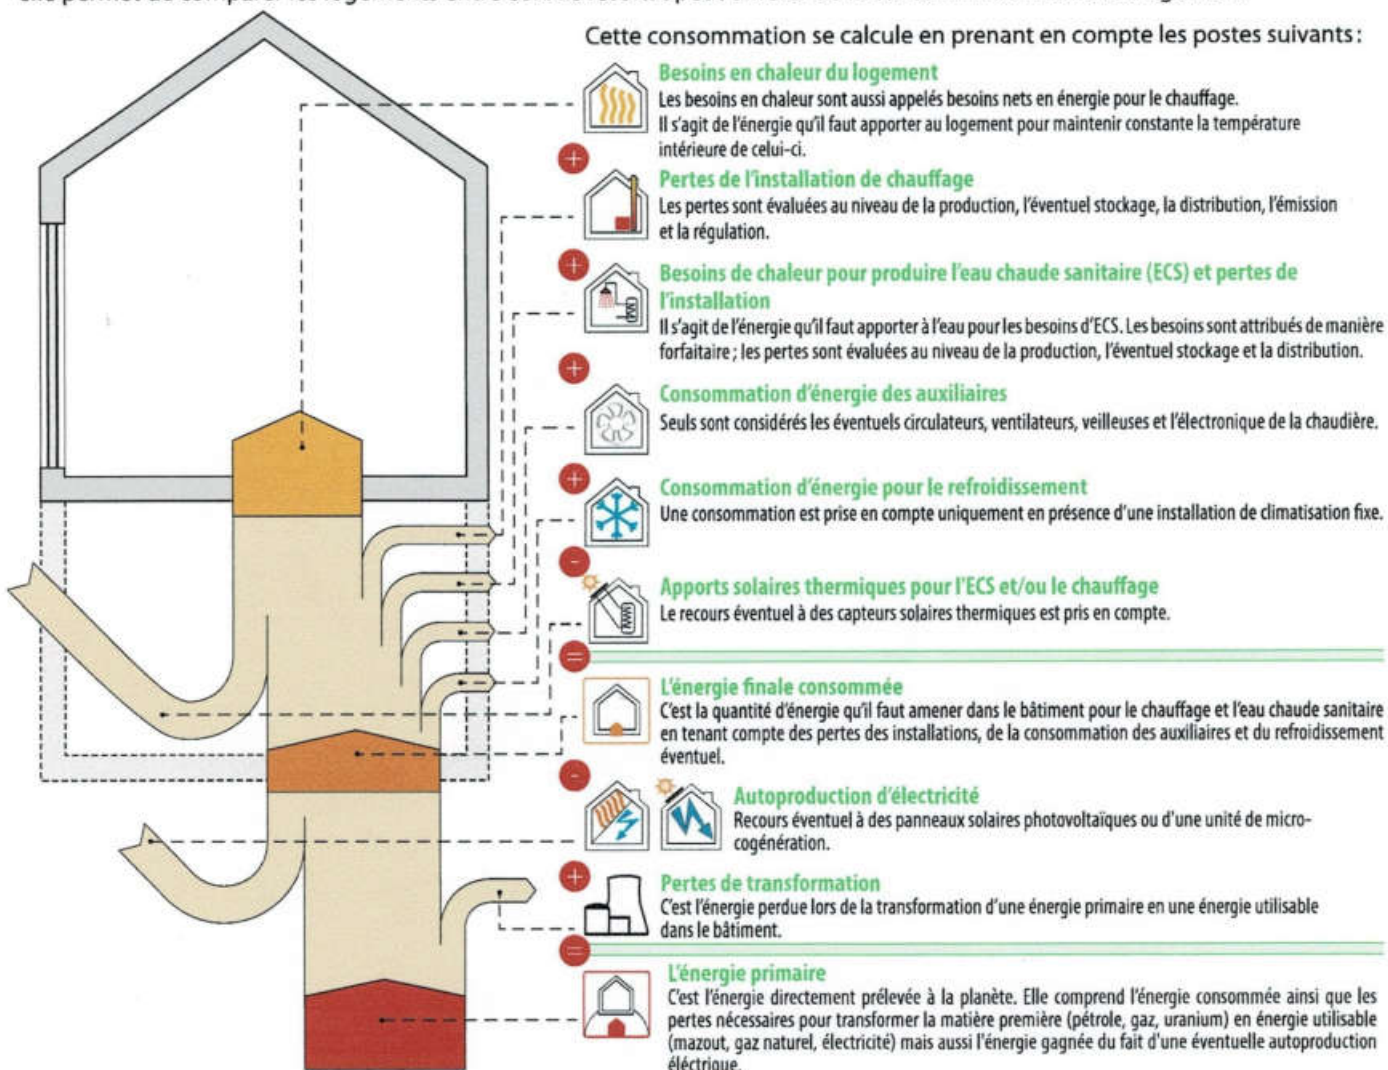 Cette consommation se calcule en prenant en compte les postes suivants :
Besoins en chaleur du logement
Les besoins en chaleur sont aussi appelés besoins nets en énergie pour le chauffage.
Il s'agit de l'énergie qu'il faut apporter au logement pour maintenir constante la température
intérieure de celui-ci.
+
Pertes de l'installation de chauffage
Les pertes sont évaluées au niveau de la production, l'éventuel stockage, la distribution, l'émission
et la régulation.
+
Besoins de chaleur pour produire l'eau chaude sanitaire (ECS) et pertes de
l'installation
Il s'agit de l'énergie qu'il faut apporter à l'eau pour les besoins d'ECS. Les besoins sont attribués de manière
forfaitaire ; les pertes sont évaluées au niveau de la production, l'éventuel stockage et la distribution.
+
Consommation d'énergie des auxiliaires
Seuls sont considérés les éventuels circulateurs, ventilateurs, veilleuses et l'électronique de la chaudière.
+
Consommation d'énergie pour le refroidissement
Une consommation est prise en compte uniquement en présence d'une installation de climatisation fixe.
-
Apports solaires thermiques pour l'ECS et/ou le chauffage
Le recours éventuel à des capteurs solaires thermiques est pris en compte.
=
L'énergie finale consommée
C'est la quantité d'énergie qu'il faut amener dans le bâtiment pour le chauffage et l'eau chaude sanitaire
en tenant compte des pertes des installations, de la consommation des auxiliaires et du refroidissement
éventuel.
-
Autoproduction d'électricité
Recours éventuel à des panneaux solaires photovoltaïques ou d'une unité de micro-
cogénération.
+
Pertes de transformation
C'est l'énergie perdue lors de la transformation d'une énergie primaire en une énergie utilisable
dans le bâtiment.
=
L'énergie primaire
C'est l'énergie directement prélevée à la planète. Elle comprend l'énergie consommée ainsi que les
pertes nécessaires pour transformer la matière première (pétrole, gaz, uranium) en énergie utilisable
(mazout, gaz naturel, électricité) mais aussi l'énergie gagnée du fait d'une éventuelle autoproduction
éléctrique.